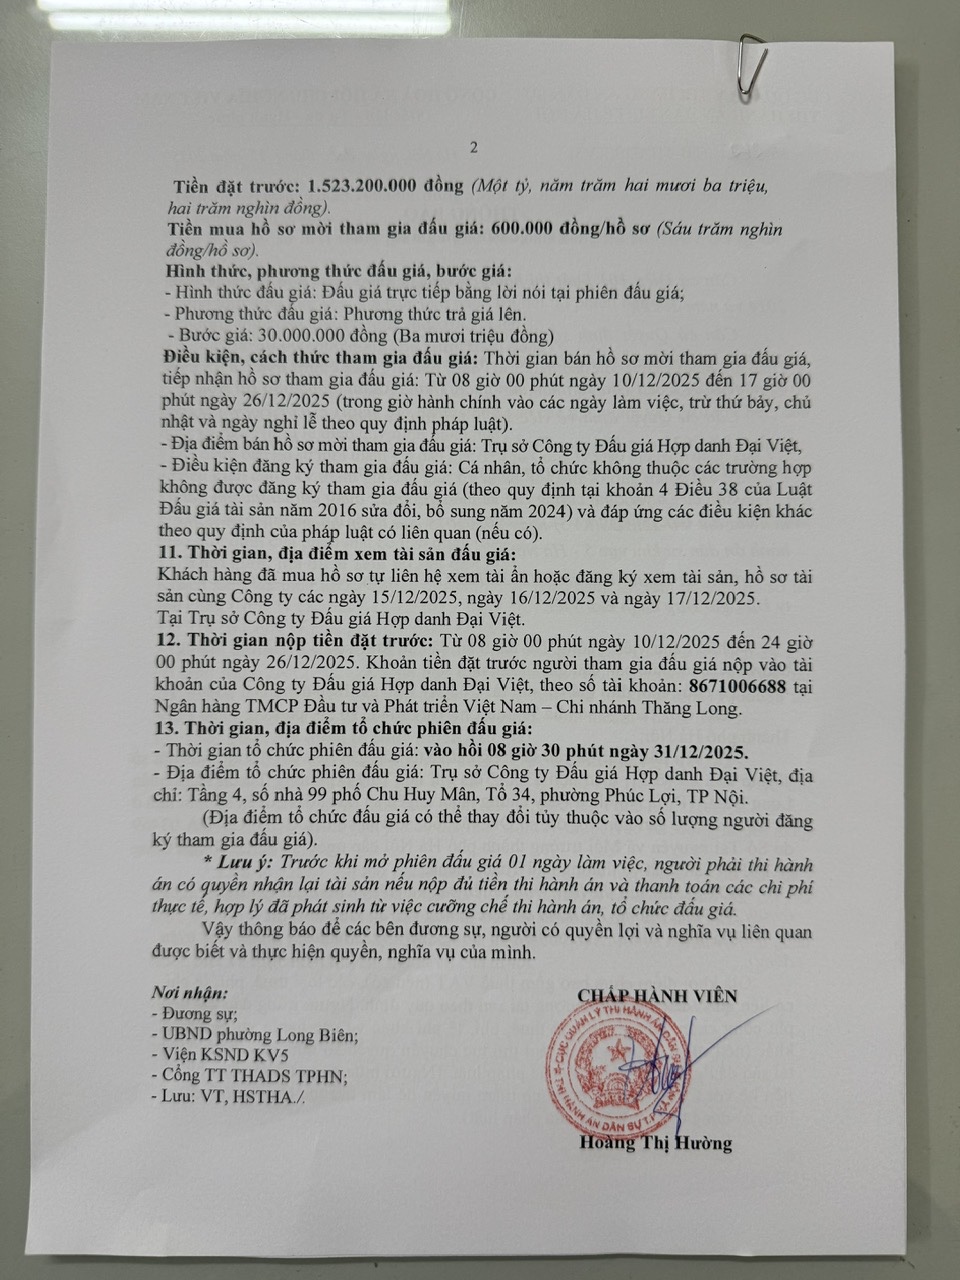 2
Tiền đặt trước: 1.523.200.000 đồng (Một tỷ, năm trăm hai mươi ba triệu,
hai trăm nghìn đồng).
Tiền mua hồ sơ mời tham gia đấu giá: 600.000 đồng/hồ sơ (Sáu trăm nghìn
đồng/hồ sơ).
Hình thức, phương thức đấu giá, bước giá:
- Hình thức đấu giá: Đấu giá trực tiếp bằng lời nói tại phiên đấu giá;
- Phương thức đấu giá: Phương thức trả giá lên.
- Bước giá: 30.000.000 đồng (Ba mươi triệu đồng)
Điều kiện, cách thức tham gia đấu giá: Thời gian bán hồ sơ mời tham gia đấu giá,
tiếp nhận hồ sơ tham gia đấu giá: Từ 08 giờ 00 phút ngày 10/12/2025 đến 17 giờ 00
phút ngày 26/12/2025 (trong giờ hành chính vào các ngày làm việc, trừ thứ bảy, chủ
nhật và ngày nghỉ lễ theo quy định pháp luật).
- Địa điểm bán hồ sơ mời tham gia đấu giá: Trụ sở Công ty Đấu giá Hợp danh Đại Việt,
- Điều kiện đăng ký tham gia đấu giá: Cá nhân, tổ chức không thuộc các trường hợp
không được đăng ký tham gia đấu giá (theo quy định tại khoản 4 Điều 38 của Luật
Đấu giá tài sản năm 2016 sửa đổi, bổ sung năm 2024) và đáp ứng các điều kiện khác
theo quy định của pháp luật có liên quan (nếu có).
11. Thời gian, địa điểm xem tài sản đấu giá:
Khách hàng đã mua hồ sơ tự liên hệ xem tài ẩn hoặc đăng ký xem tài sản, hồ sơ tài
sản cùng Công ty các ngày 15/12/2025, ngày 16/12/2025 và ngày 17/12/2025.
Tại Trụ sở Công ty Đấu giá Hợp danh Đại Việt.
12. Thời gian nộp tiền đặt trước: Từ 08 giờ 00 phút ngày 10/12/2025 đến 24 giờ
00 phút ngày 26/12/2025. Khoản tiền đặt trước người tham gia đấu giá nộp vào tài
khoản của Công ty Đấu giá Hợp danh Đại Việt, theo số tài khoản: 8671006688 tại
Ngân hàng TMCP Đầu tư và Phát triển Việt Nam – Chi nhánh Thăng Long.
13. Thời gian, địa điểm tổ chức phiên đấu giá:
- Thời gian tổ chức phiên đấu giá: vào hồi 08 giờ 30 phút ngày 31/12/2025.
- Địa điểm tổ chức phiên đấu giá: Trụ sở Công ty Đấu giá Hợp danh Đại Việt, địa
chỉ: Tầng 4, số nhà 99 phố Chu Huy Mân, Tổ 34, phường Phúc Lợi, TP Nội.
(Địa điểm tổ chức đấu giá có thể thay đổi tùy thuộc vào số lượng người đăng
ký tham gia đấu giá).
* Lưu ý: Trước khi mở phiên đấu giá 01 ngày làm việc, người phải thi hành
án có quyền nhận lại tài sản nếu nộp đủ tiền thi hành án và thanh toán các chi phí
thực tế, hợp lý đã phát sinh từ việc cưỡng chế thi hành án, tổ chức đấu giá.
Vậy thông báo để các bên đương sự, người có quyền lợi và nghĩa vụ liên quan
được biết và thực hiện quyền, nghĩa vụ của mình.
Nơi nhận:
- Đương sự;
- UBND phường Long Biên;
- Viện KSND KV5
- Cổng TT THADS TPHN;
- Lưu: VT, HSTHA./.
CHẤP HÀNH VIÊN
CỤC QUẢN LÝ THI HÀNH ÁN DÂN SỰ
THI HÀNH ÁN DÂN SỰ
Hoàng Thị Hường